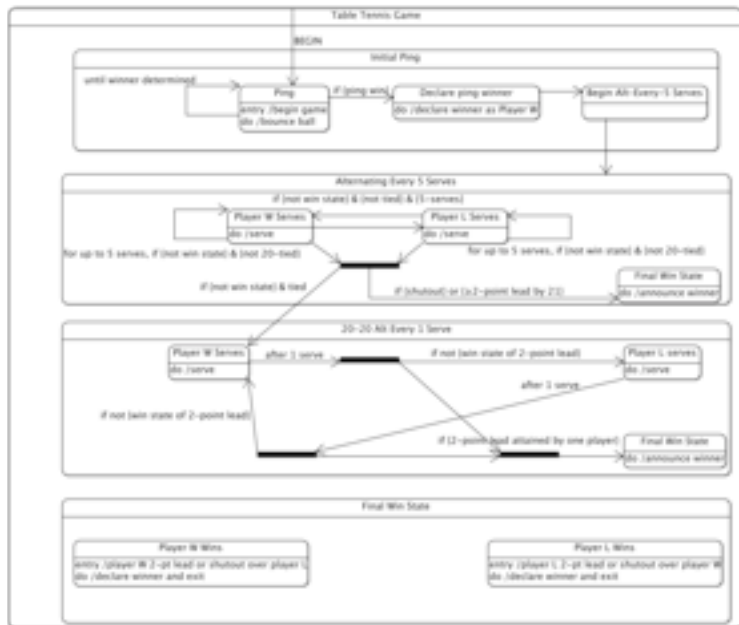 Table Tennis Game
BEGIN
Initial Ping
until winner determined
Ping
entry /begin game
do /bounce ball
if (ping win)
Declare ping winner
do /declare winner as Player W
Begin Alt-Every-5 Serves
Alternating Every 5 Serves
if (not win state) & (not tied) & (5-serves)
Player W Serves
do /serve
Player L Serves
do /serve
for up to 5 serves, if (not win state) & (not 20-tied)
for up to 5 serves, if (not win state) & (not 20-tied)
if (not win state) & tied
if (shutout) or (≥2-point lead by 21)
Final Win State
do /announce winner
20-20 Alt Every 1 Serve
Player W Serves
do /serve
after 1 serve
if not (win state of 2-point lead)
Player L serves
do /serve
after 1 serve
if not (win state of 2-point lead)
if (2-point lead attained by one player)
Final Win State
do /announce winner
Final Win State
Player W Wins
entry /player W 2-pt lead or shutout over player L
do /declare winner and exit
Player L Wins
entry /player L 2-pt lead or shutout over player W
do /declare winner and exit